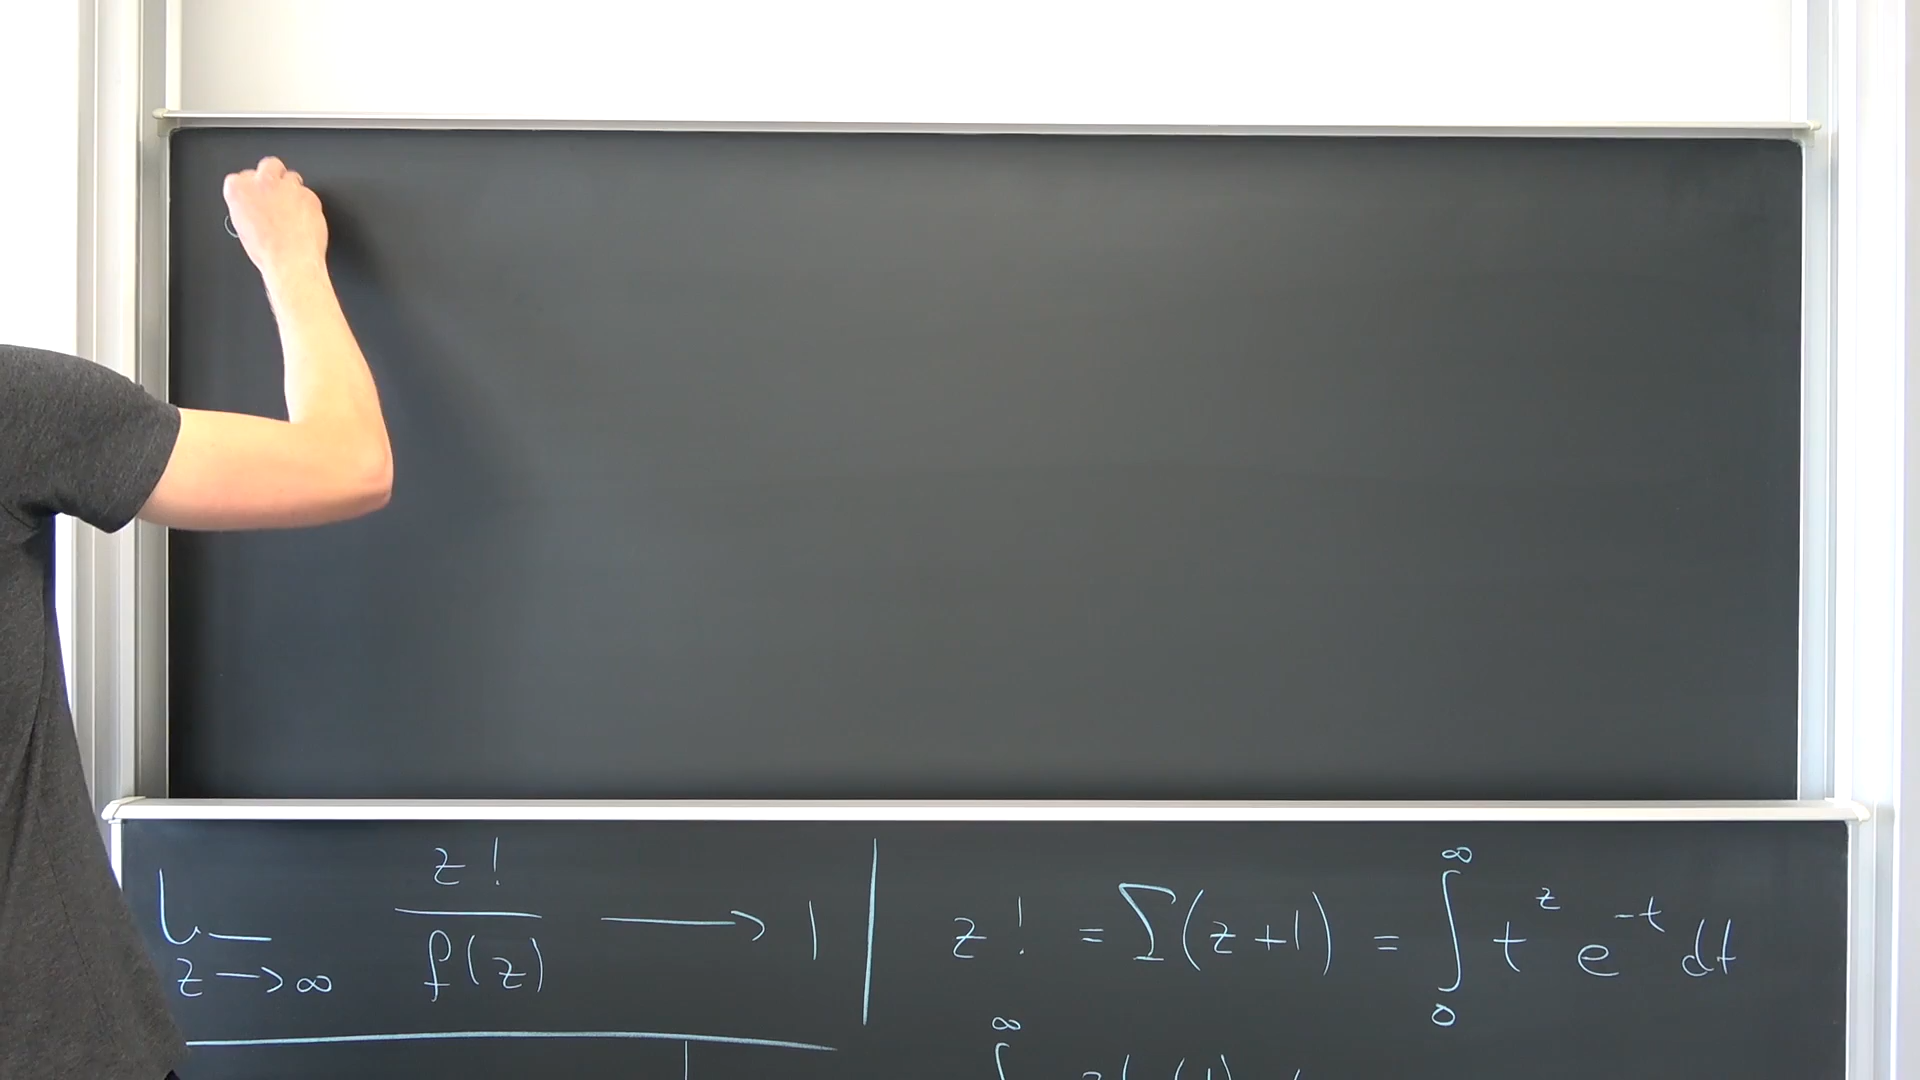 lim z→∞ z!/f(z) ⟶ 1 | z! = Γ(z+1) = ∫₀^∞ t^z e^-t dt
∞